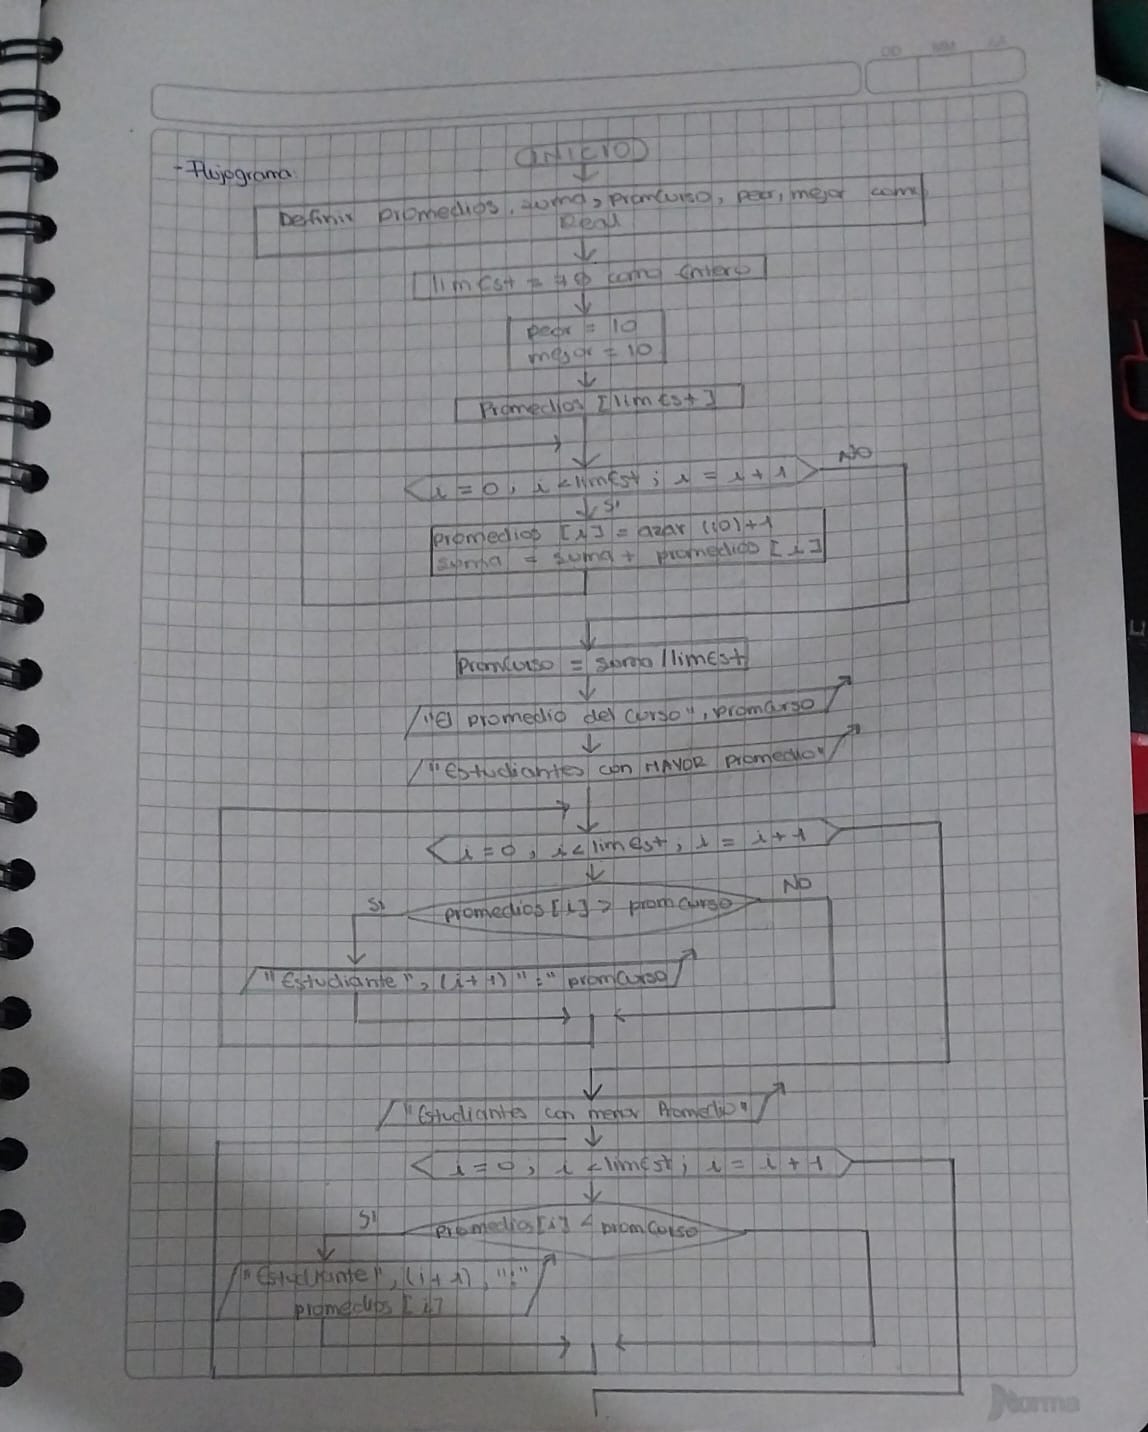 DD MM AA
- Flujograma
INICIO
Definir promedios, suma, promcurso, peor, mejor como
Real
limEst = 40 como Entero
peor = 10
mejor = 10
Promedios [limEst]
i = 0, i < limEst; i = i + 1
NO
Si
promedios [i] = azar (10)+1
suma = suma + promedios [i]
promcurso = suma / limEst
"El promedio del curso", promcurso
"Estudiantes con MAYOR promedio"
i = 0, i < limEst, i = i + 1
Si
promedios [i] > promcurso
NO
"Estudiante", (i + 1) ":" promcurso
"Estudiantes con menor Promedio"
i = 0; i < limEst; i = i + 1
Si
promedios [i] < promcurso
"Estudiante", (i + 1), ":"
promedios [i]
Norma